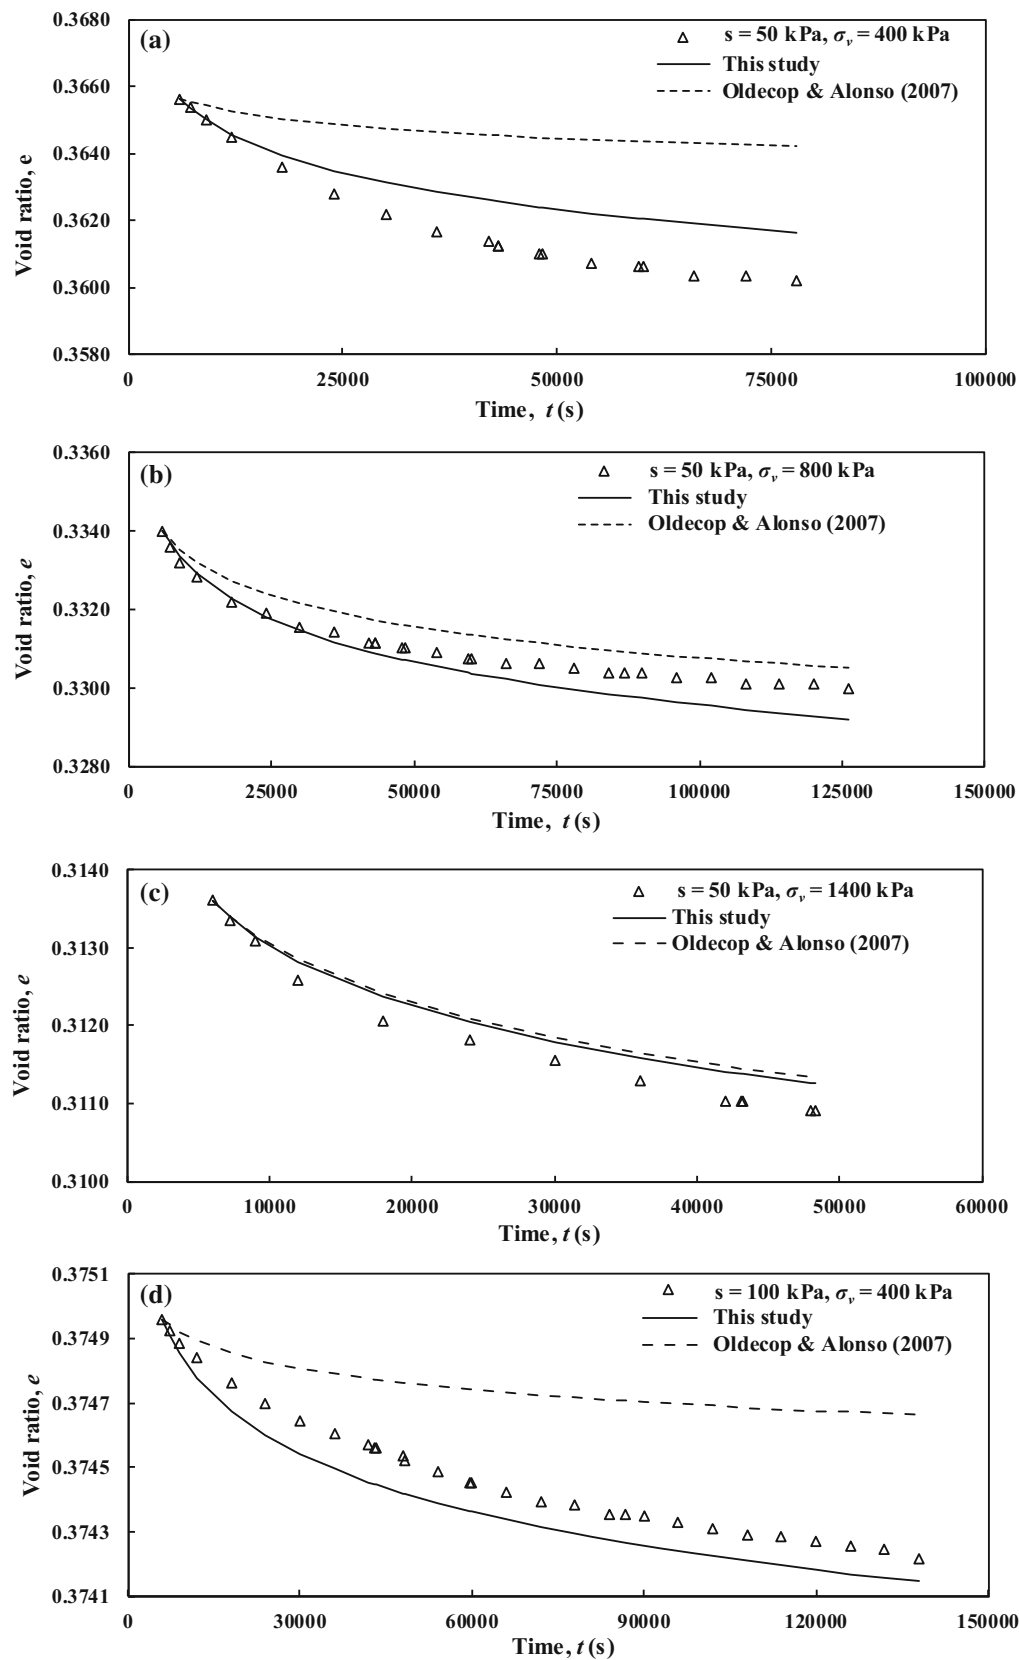 0.3680
(a)
s = 50 kPa, σv = 400 kPa
This study
Oldecop & Alonso (2007)
0.3660
0.3640
0.3620
0.3600
0.3580
Void ratio, e
0 25000 50000 75000 100000
Time, t (s)
0.3360
(b)
s = 50 kPa, σv = 800 kPa
This study
Oldecop & Alonso (2007)
0.3340
0.3320
0.3300
0.3280
Void ratio, e
0 25000 50000 75000 100000 125000 150000
Time, t (s)
0.3140
(c)
s = 50 kPa, σv = 1400 kPa
This study
Oldecop & Alonso (2007)
0.3130
0.3120
0.3110
0.3100
Void ratio, e
0 10000 20000 30000 40000 50000 60000
Time, t (s)
0.3751
(d)
s = 100 kPa, σv = 400 kPa
This study
Oldecop & Alonso (2007)
0.3749
0.3747
0.3745
0.3743
0.3741
Void ratio, e
0 30000 60000 90000 120000 150000
Time, t (s)